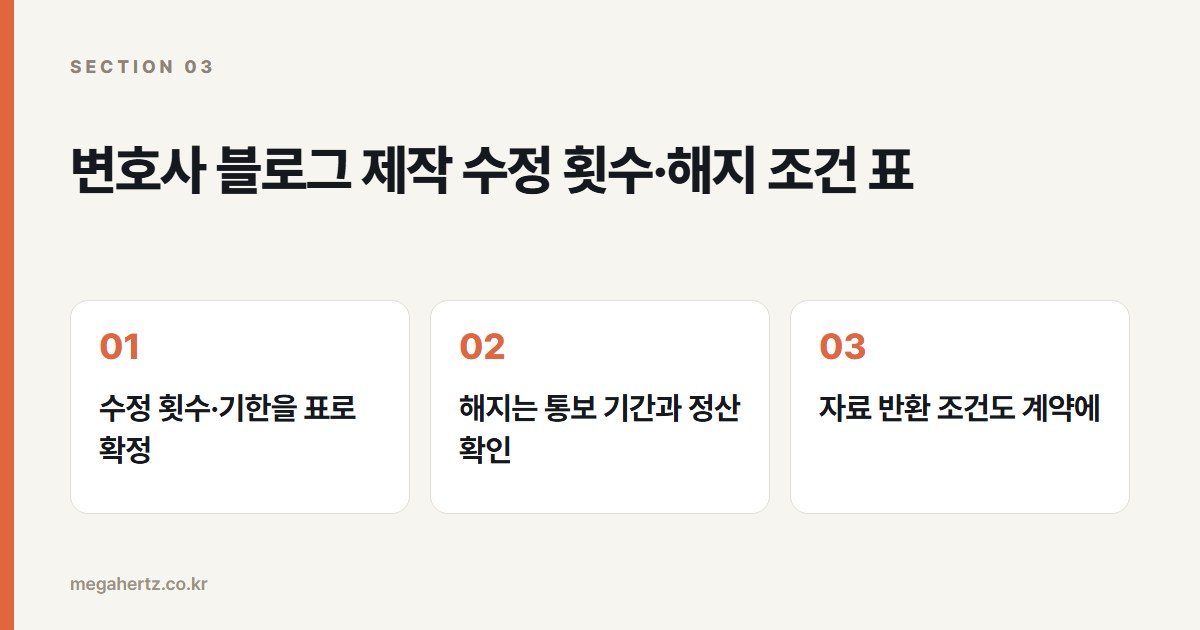 SECTION 03
변호사 블로그 제작 수정 횟수·해지 조건 표
01
수정 횟수·기한을 표로
확정
02
해지는 통보 기간과 정산
확인
03
자료 반환 조건도 계약에
megahertz.co.kr